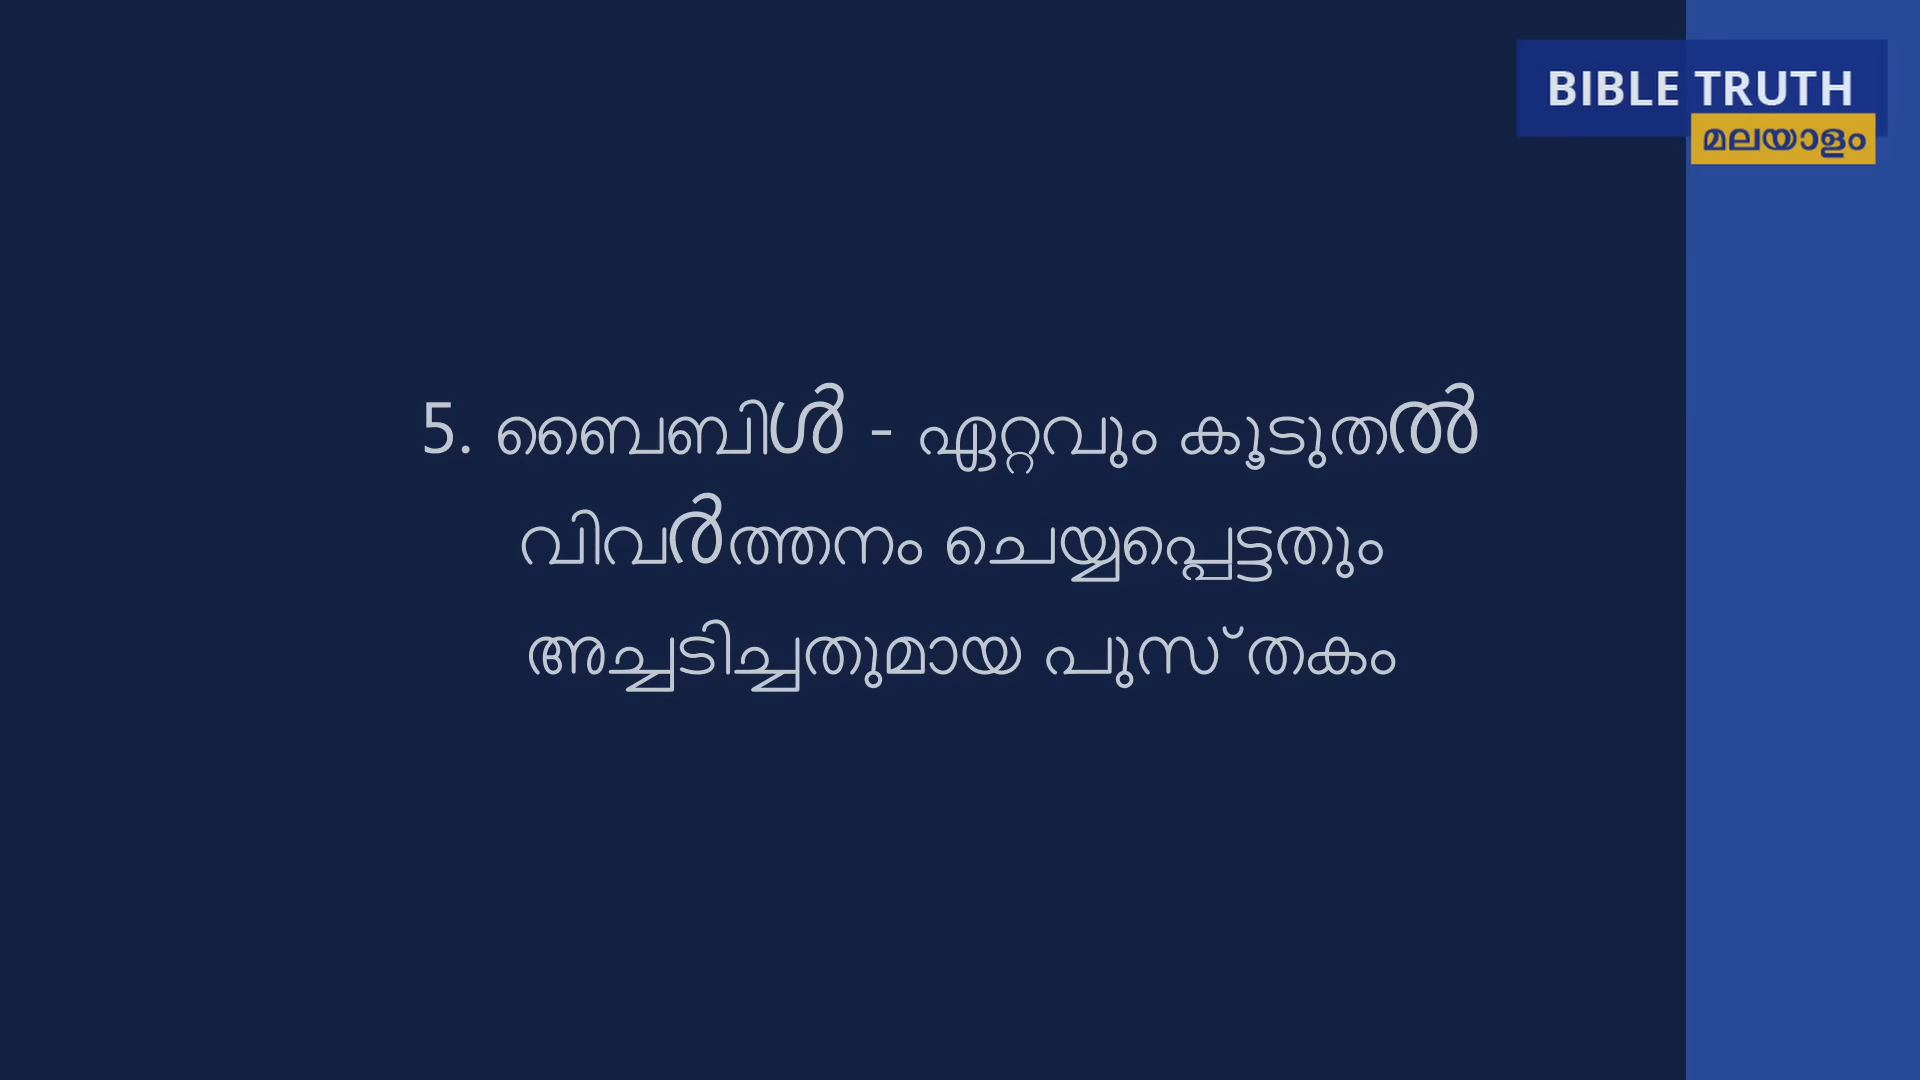 BIBLE TRUTH
മലയാളം
5. ബൈബിൾ - ഏറ്റവും കൂടുതൽ
വിവർത്തനം ചെയ്യപ്പെട്ടതും
അച്ചടിച്ചതുമായ പുസ്തകം